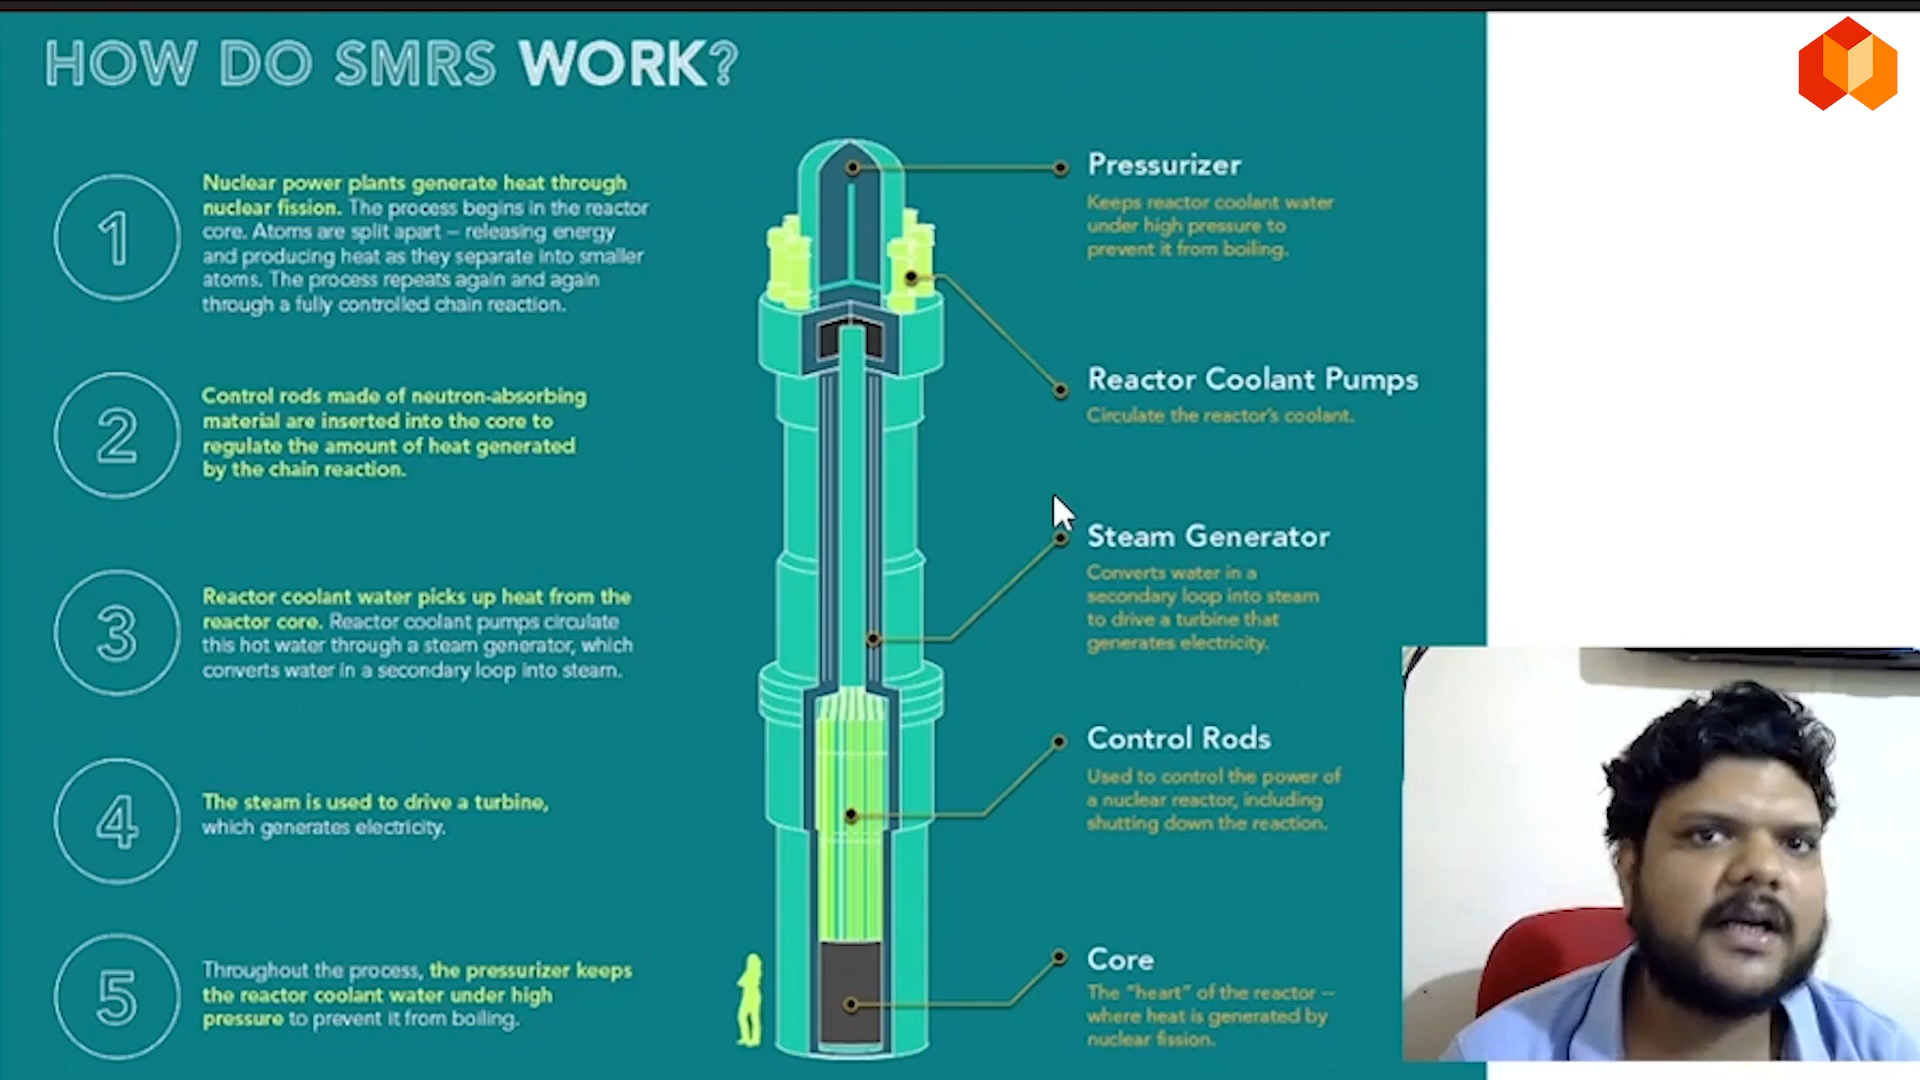 HOW DO SMRS WORK?
1
Nuclear power plants generate heat through
nuclear fission. The process begins in the reactor
core. Atoms are split apart – releasing energy
and producing heat as they separate into smaller
atoms. The process repeats again and again
through a fully controlled chain reaction.
2
Control rods made of neutron-absorbing
material are inserted into the core to
regulate the amount of heat generated
by the chain reaction.
3
Reactor coolant water picks up heat from the
reactor core. Reactor coolant pumps circulate
this hot water through a steam generator, which
converts water in a secondary loop into steam.
4
The steam is used to drive a turbine,
which generates electricity.
5
Throughout the process, the pressurizer keeps
the reactor coolant water under high
pressure to prevent it from boiling.
Pressurizer
Keeps reactor coolant water
under high pressure to
prevent it from boiling.
Reactor Coolant Pumps
Circulate the reactor's coolant.
Steam Generator
Converts water in a
secondary loop into steam
to drive a turbine that
generates electricity.
Control Rods
Used to control the power of
a nuclear reactor, including
shutting down the reaction.
Core
The "heart" of the reactor --
where heat is generated by
nuclear fission.